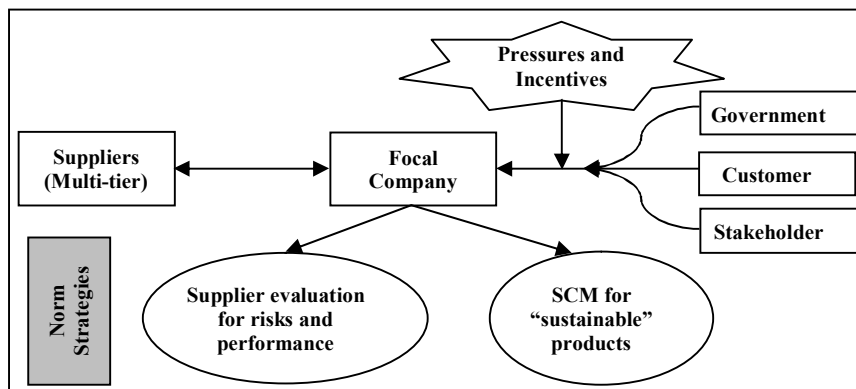 Pressures and
Incentives
Government
Suppliers
(Multi-tier)
Focal
Company
Customer
Stakeholder
Norm
Strategies
Supplier evaluation
for risks and
performance
SCM for
“sustainable”
products